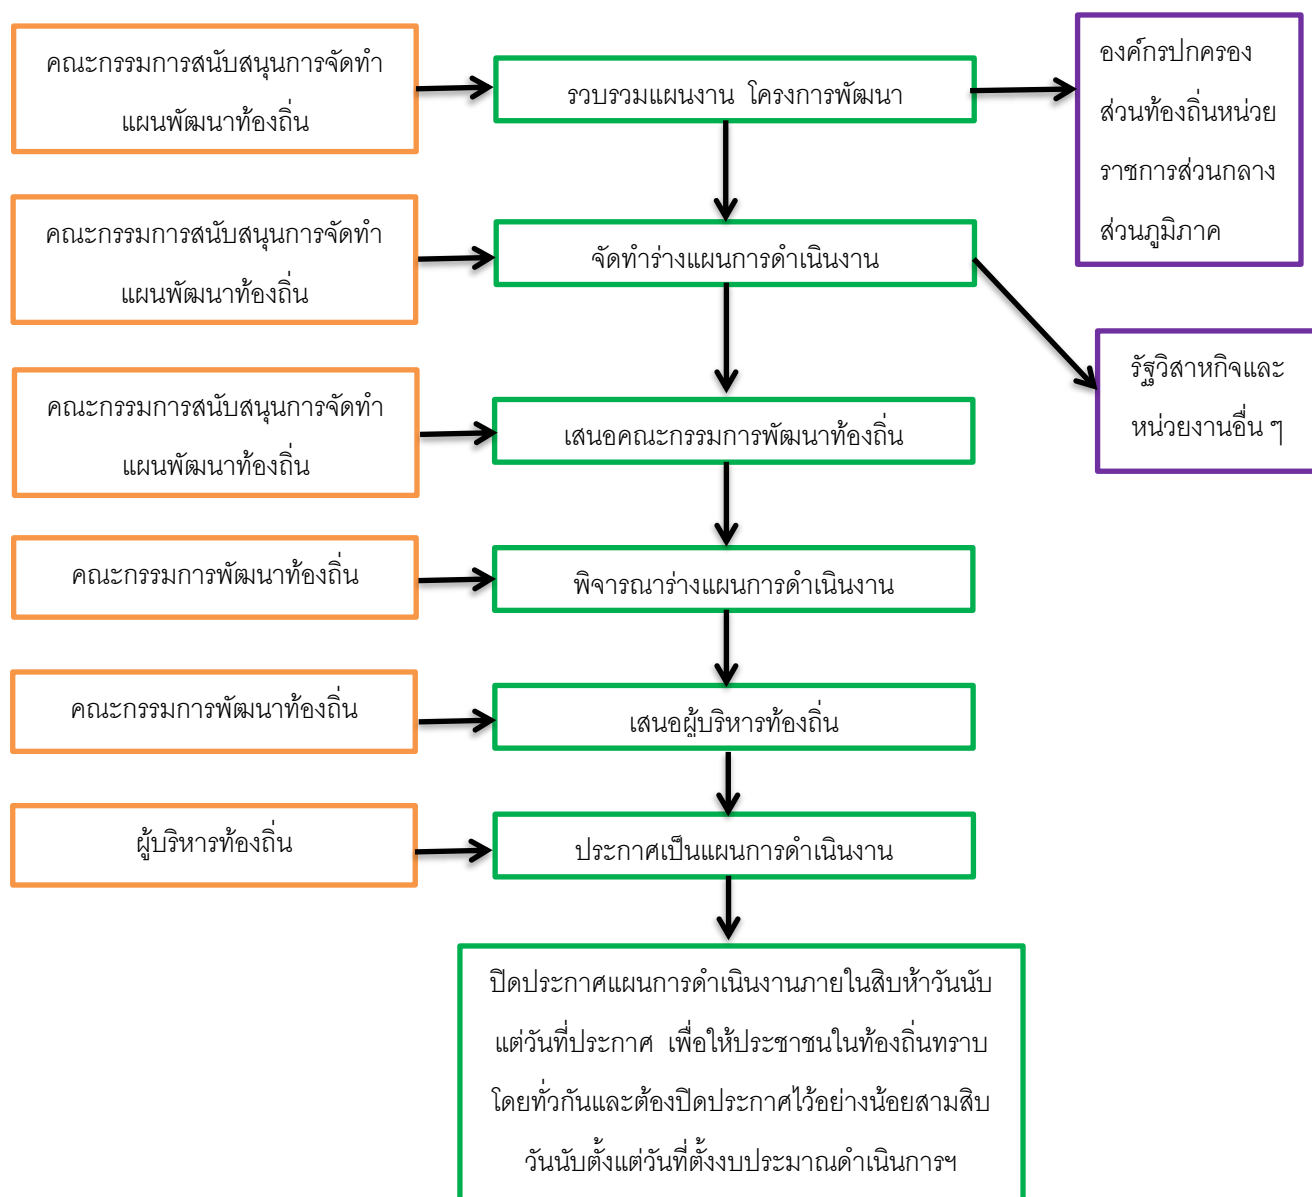 คณะกรรมการสนับสนุนการจัดทำ
แผนพัฒนาท้องถิ่น
รวบรวมแผนงาน โครงการพัฒนา
องค์กรปกครอง
ส่วนท้องถิ่นหน่วย
ราชการส่วนกลาง
ส่วนภูมิภาค
คณะกรรมการสนับสนุนการจัดทำ
แผนพัฒนาท้องถิ่น
จัดทำร่างแผนการดำเนินงาน
รัฐวิสาหกิจและ
หน่วยงานอื่น ๆ
คณะกรรมการสนับสนุนการจัดทำ
แผนพัฒนาท้องถิ่น
เสนอคณะกรรมการพัฒนาท้องถิ่น
คณะกรรมการพัฒนาท้องถิ่น
พิจารณาร่างแผนการดำเนินงาน
คณะกรรมการพัฒนาท้องถิ่น
เสนอผู้บริหารท้องถิ่น
ผู้บริหารท้องถิ่น
ประกาศเป็นแผนการดำเนินงาน
ปิดประกาศแผนการดำเนินงานภายในสิบห้าวันนับ
แต่วันที่ประกาศ เพื่อให้ประชาชนในท้องถิ่นทราบ
โดยทั่วกันและต้องปิดประกาศไว้อย่างน้อยสามสิบ
วันนับตั้งแต่วันที่ตั้งงบประมาณดำเนินการฯ